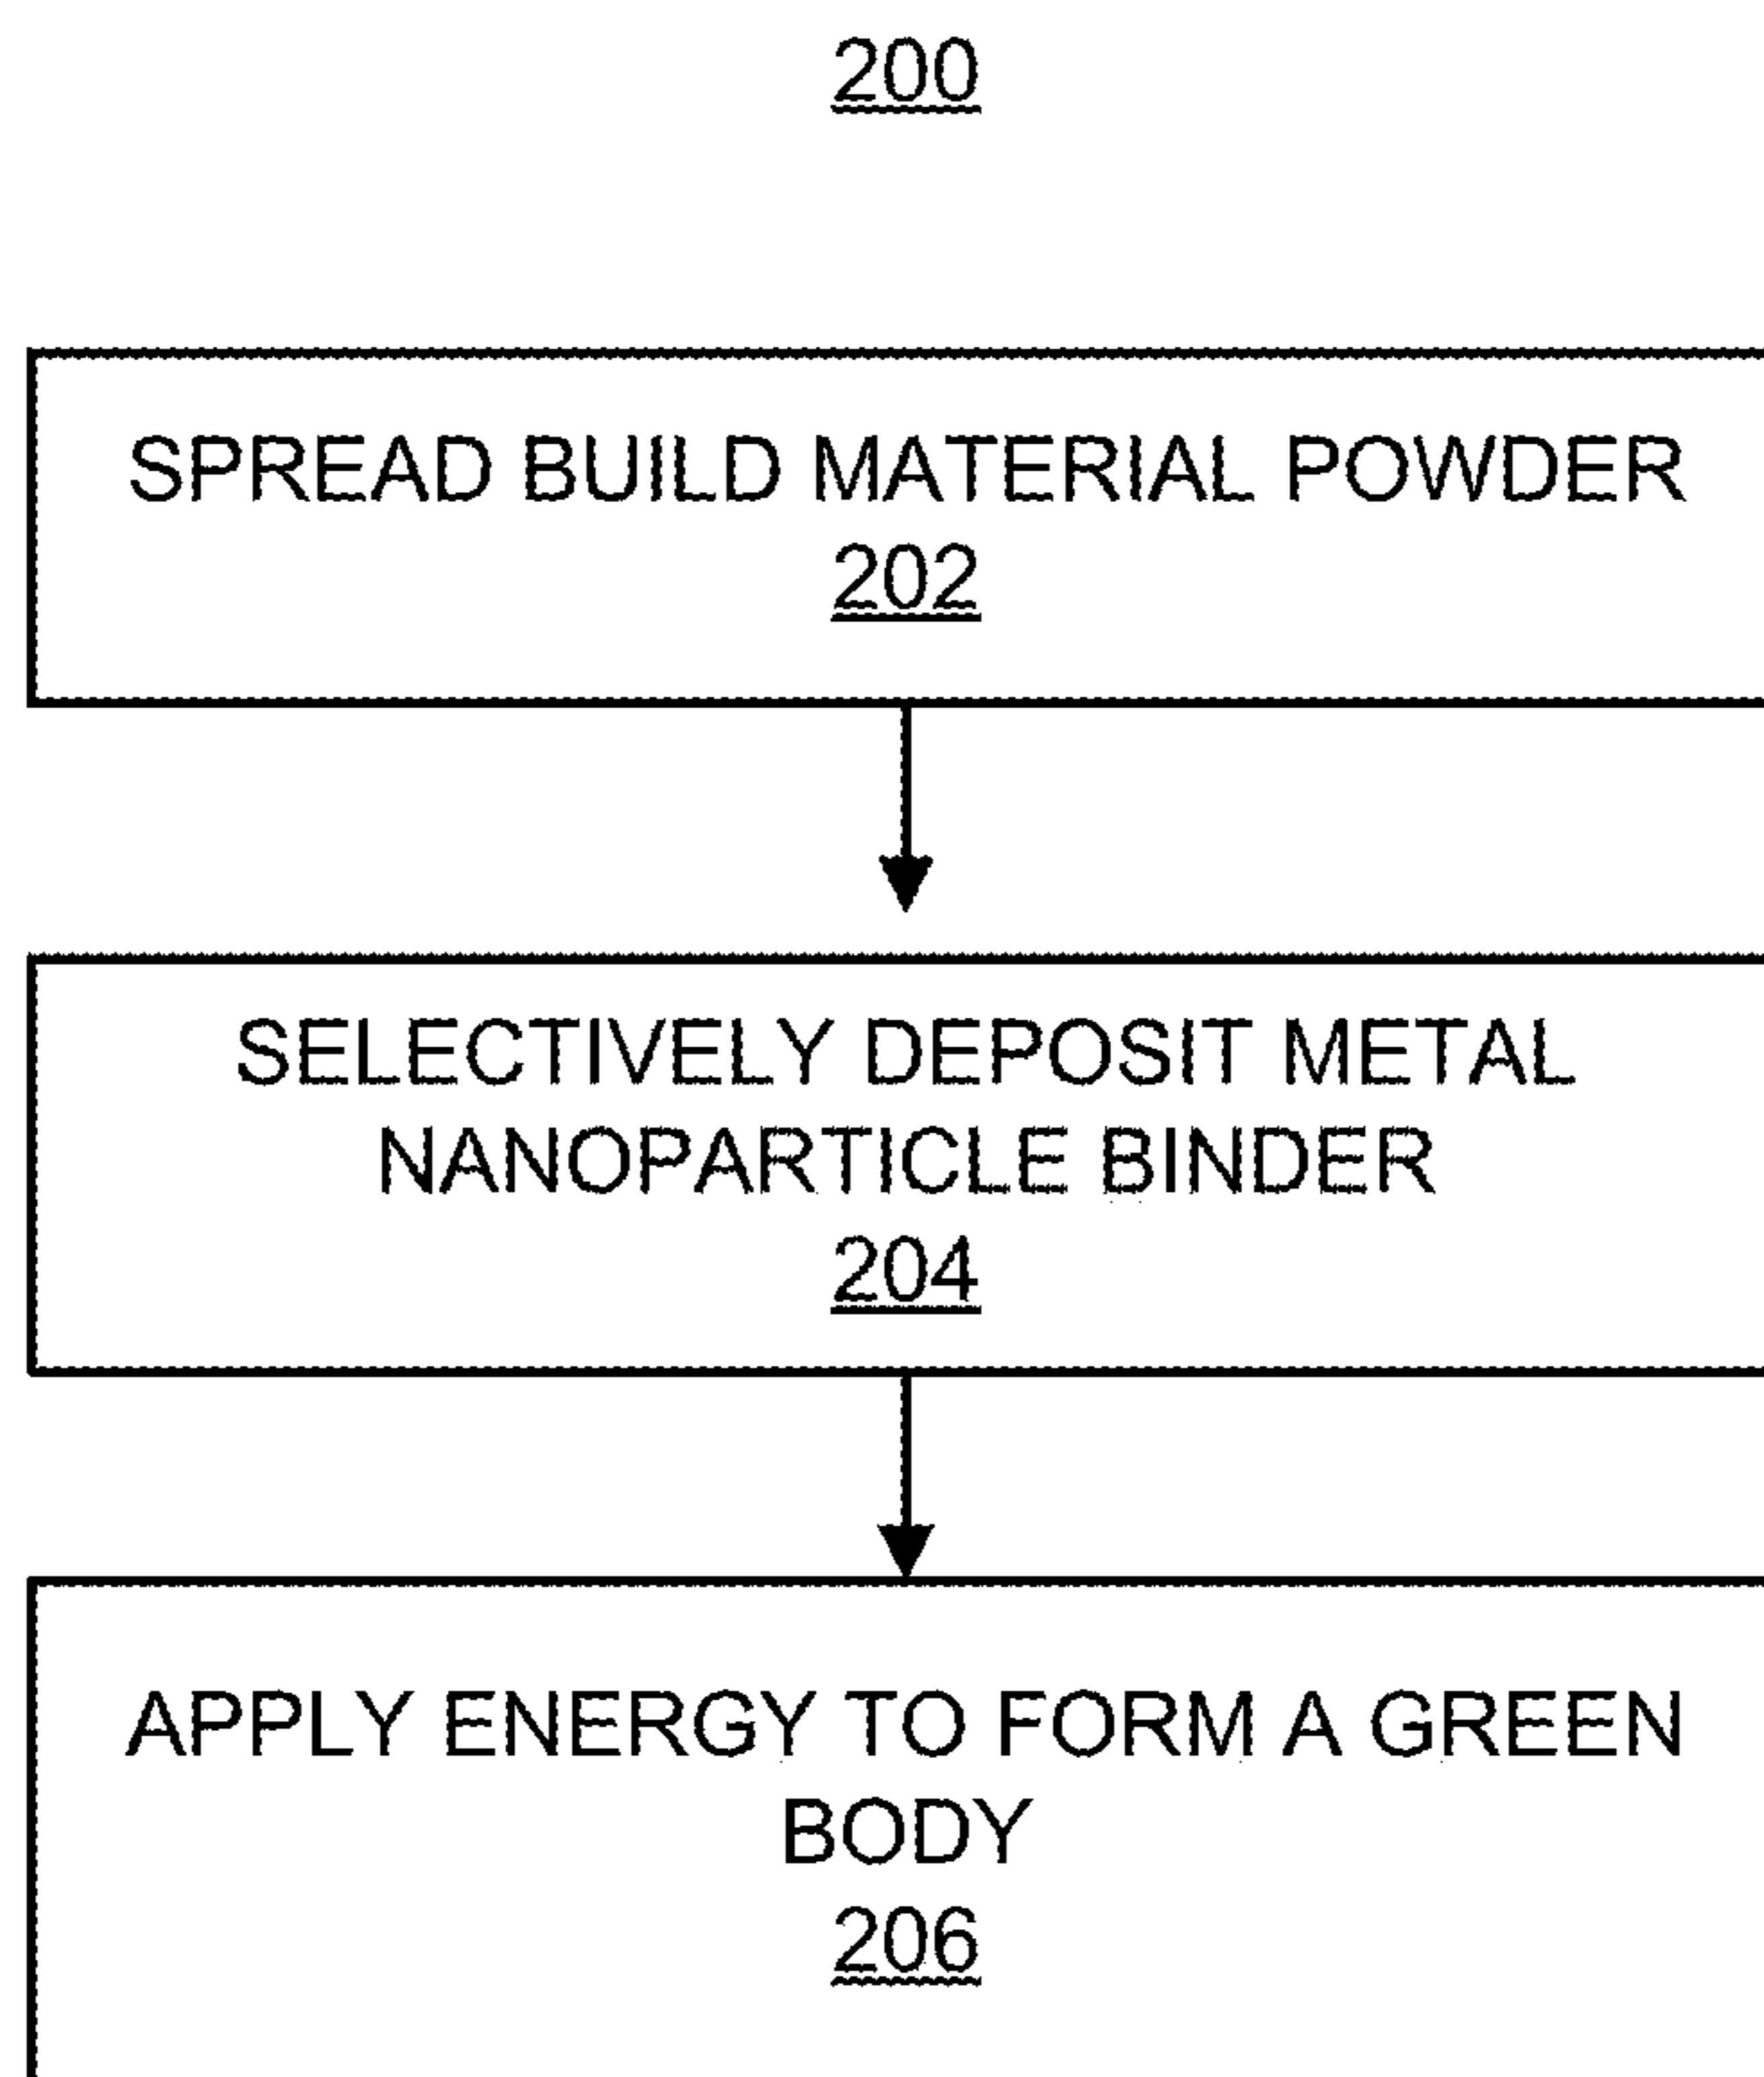 200
SPREAD BUILD MATERIAL POWDER
202
SELECTIVELY DEPOSIT METAL
NANOPARTICLE BINDER
204
APPLY ENERGY TO FORM A GREEN
BODY
206